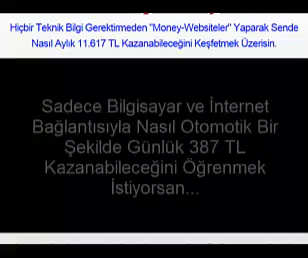 Hiçbir Teknik Bilgi Gerektirmeden "Money-Websiteler" Yaparak Sende
Nasıl Aylık 11.617 TL Kazanabileceğini Keşfetmek Üzerisin.
Sadece Bilgisayar ve İnternet
Bağlantısıyla Nasıl Otomotik Bir
Şekilde Günlük 387 TL
Kazanabileceğini Öğrenmek
İstiyorsan...